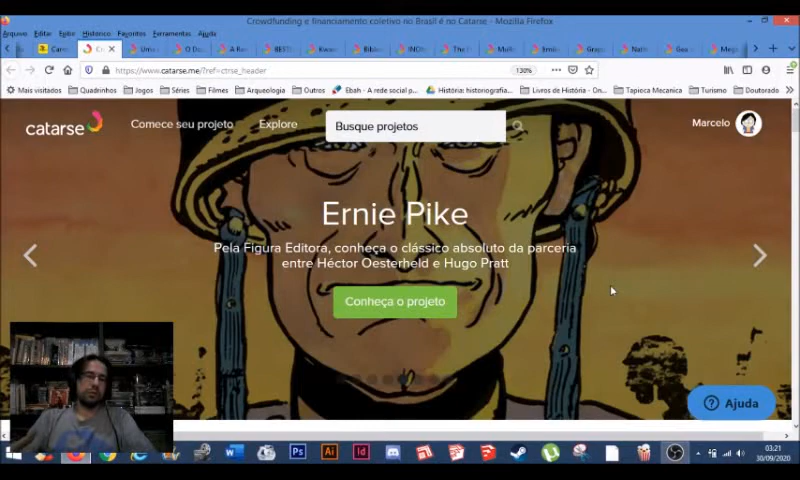 Crowdfunding e financiamento coletivo no Brasil é no Catarse - Mozilla Firefox
Arquivo Editar Exibir Histórico Favoritos Ferramentas Ajuda
https://www.catarse.me/?ref=ctrse_header 130%
Mais visitados Quadrinhos Jogos Séries Filmes Arqueologia Outros Ebah - A rede social p... História: historiografia... Livros de História - On... Tapioca Mecanica Turismo Doutorado
catarse Comece seu projeto Explore Busque projetos Marcelo
Ernie Pike
Pela Figura Editora, conheça o clássico absoluto da parceria
entre Héctor Oesterheld e Hugo Pratt
Conheça o projeto
Ajuda
03:21
30/09/2020